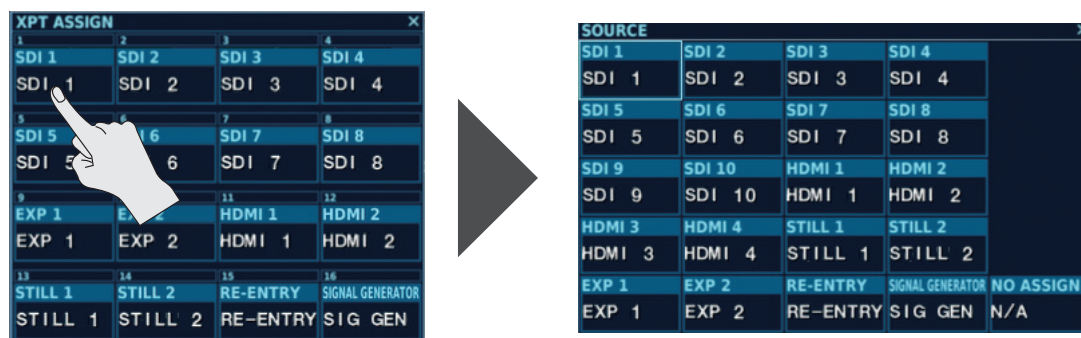 XPT ASSIGN ×
1 2 3 4
SDI 1 SDI 2 SDI 3 SDI 4
SDI 1 SDI 2 SDI 3 SDI 4
5 6 7 8
SDI 5 6 SDI 7 SDI 8
SDI 5 6 SDI 7 SDI 8
9 11 12
EXP 1 HDMI 1 HDMI 2
EXP 1 EXP 2 HDMI 1 HDMI 2
13 14 15 16
STILL 1 STILL 2 RE-ENTRY SIGNAL GENERATOR
STILL 1 STILL 2 RE-ENTRY SIG GEN
SOURCE
SDI 1 SDI 2 SDI 3 SDI 4
SDI 1 SDI 2 SDI 3 SDI 4
SDI 5 SDI 6 SDI 7 SDI 8
SDI 5 SDI 6 SDI 7 SDI 8
SDI 9 SDI 10 HDMI 1 HDMI 2
SDI 9 SDI 10 HDMI 1 HDMI 2
HDMI 3 HDMI 4 STILL 1 STILL 2
HDMI 3 HDMI 4 STILL 1 STILL 2
EXP 1 EXP 2 RE-ENTRY SIGNAL GENERATOR NO ASSIGN
EXP 1 EXP 2 RE-ENTRY SIG GEN N/A